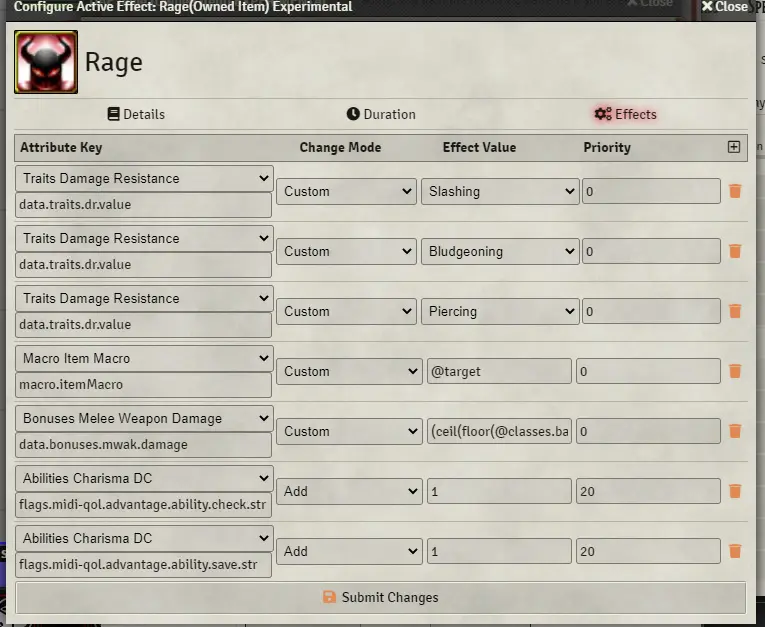 Configure Active Effect: Rage(Owned Item) Experimental
Close
Close
Rage
Details
Duration
Effects
Attribute Key Change Mode Effect Value Priority
Traits Damage Resistance
data.traits.dr.value
Custom Slashing 0
Traits Damage Resistance
data.traits.dr.value
Custom Bludgeoning 0
Traits Damage Resistance
data.traits.dr.value
Custom Piercing 0
Macro Item Macro
macro.itemMacro
Custom @target 0
Bonuses Melee Weapon Damage
data.bonuses.mwak.damage
Custom (ceil(floor(@classes.ba 0
Abilities Charisma DC
flags.midi-qol.advantage.ability.check.str
Add 1 20
Abilities Charisma DC
flags.midi-qol.advantage.ability.save.str
Add 1 20
Submit Changes